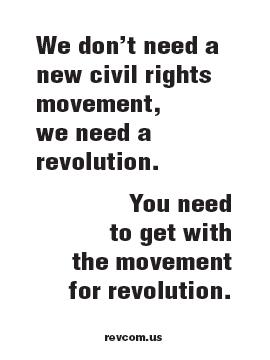 We don’t need a
new civil rights
movement,
we need a
revolution.
You need
to get with
the movement
for revolution.
revcom.us